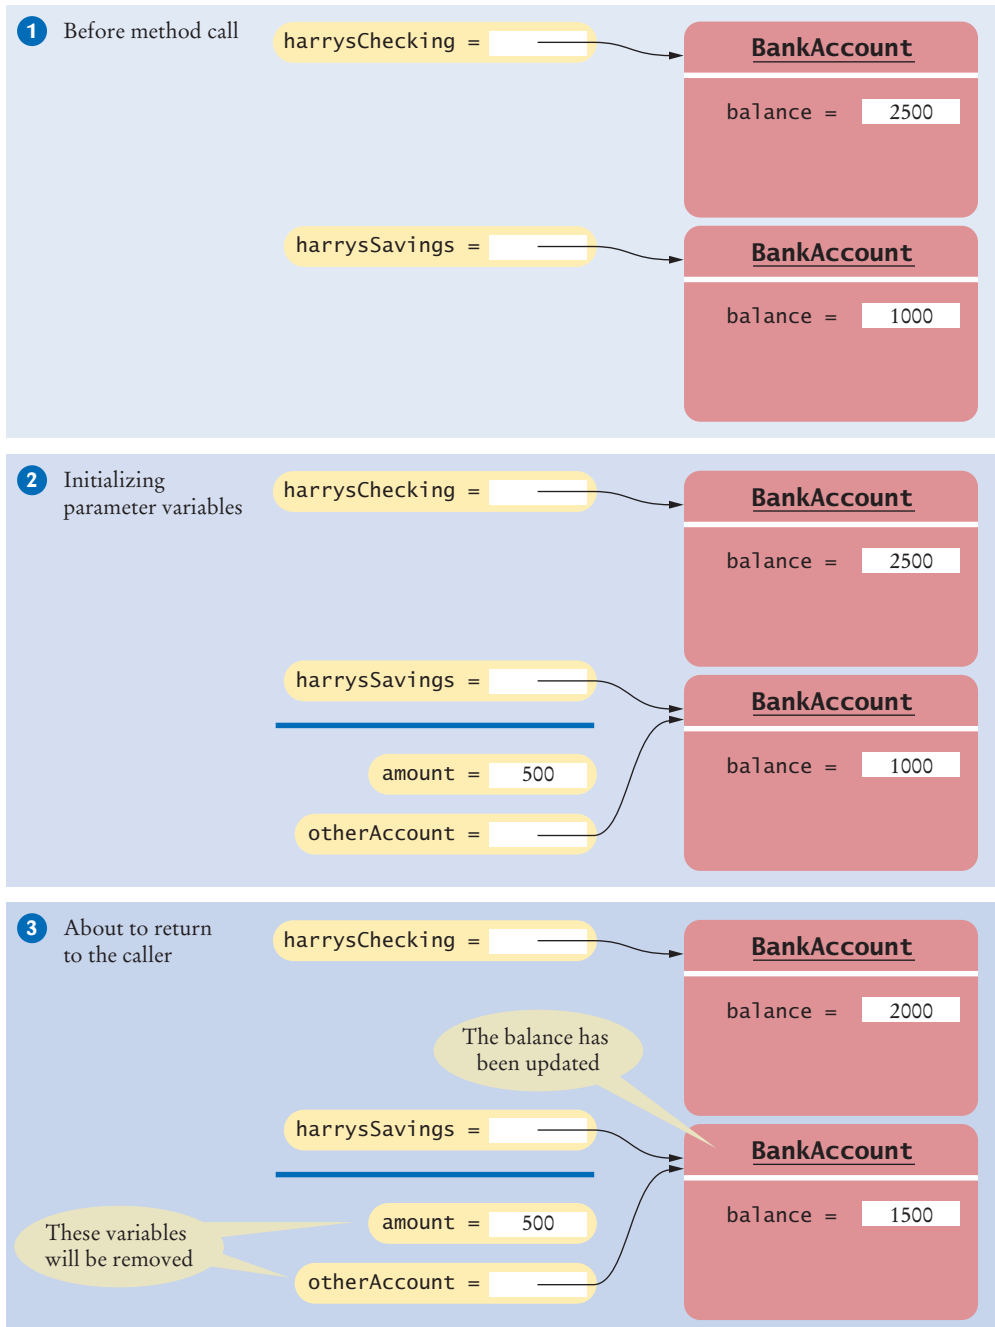 1 Before method call
harrysChecking =
BankAccount
balance = 2500
harrysSavings =
BankAccount
balance = 1000
2 Initializing
parameter variables
harrysChecking =
BankAccount
balance = 2500
harrysSavings =
BankAccount
balance = 1000
amount = 500
otherAccount =
3 About to return
to the caller
harrysChecking =
BankAccount
balance = 2000
The balance has
been updated
harrysSavings =
BankAccount
balance = 1500
These variables
will be removed
amount = 500
otherAccount =